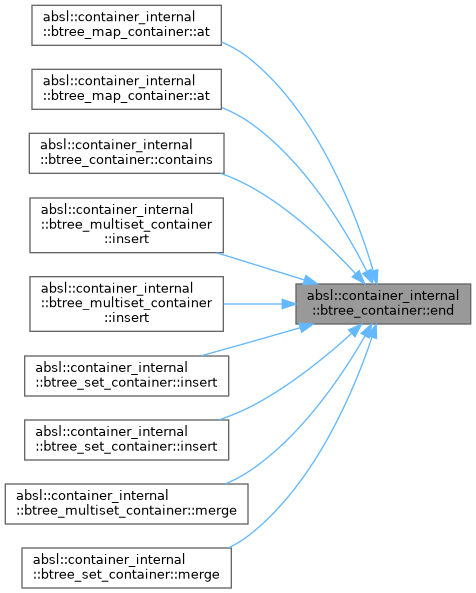 absl::container_internal
::btree_map_container::at
absl::container_internal
::btree_map_container::at
absl::container_internal
::btree_container::contains
absl::container_internal
::btree_multiset_container
::insert
absl::container_internal
::btree_multiset_container
::insert
absl::container_internal
::btree_container::end
absl::container_internal
::btree_set_container::insert
absl::container_internal
::btree_set_container::insert
absl::container_internal
::btree_multiset_container::merge
absl::container_internal
::btree_set_container::merge